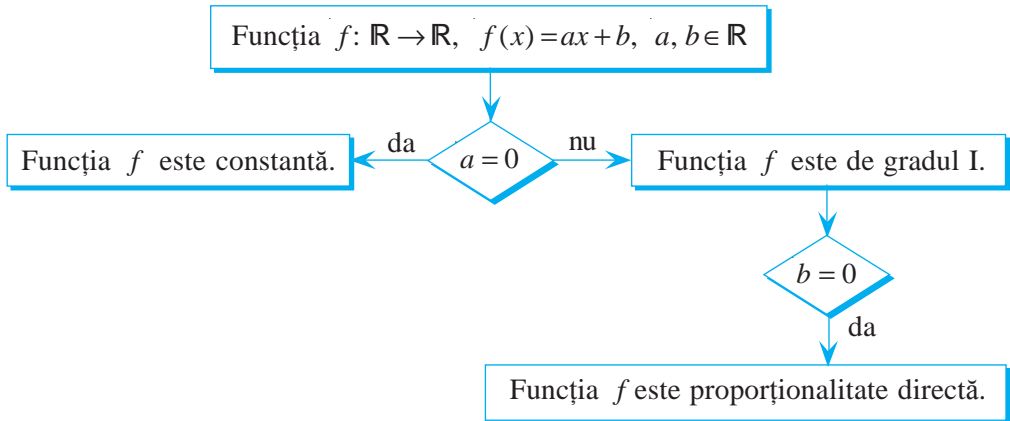 Funcția f: ℝ → ℝ, f(x) = ax + b, a, b ∈ ℝ
da
nu
Funcția f este constantă.
a = 0
Funcția f este de gradul I.
b = 0
da
Funcția f este proporționalitate directă.